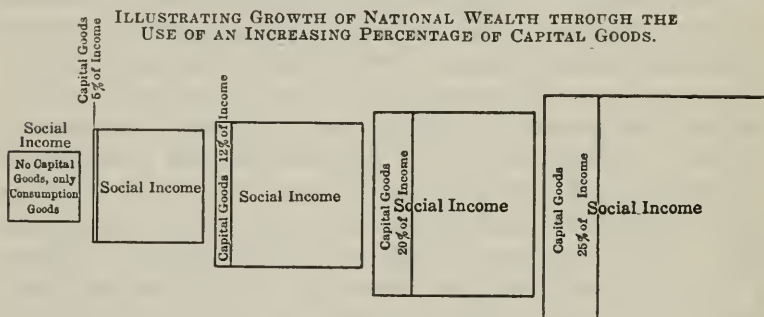 ILLUSTRATING GROWTH OF NATIONAL WEALTH THROUGH THE
USE OF AN INCREASING PERCENTAGE OF CAPITAL GOODS.
Social
Income
No Capital
Goods, only
Consumption
Goods
Capital Goods
5% of Income
Social Income
Capital Goods 12% of Income
Social Income
Capital Goods
20% of Income
Social Income
Capital Goods
25% of Income
Social Income